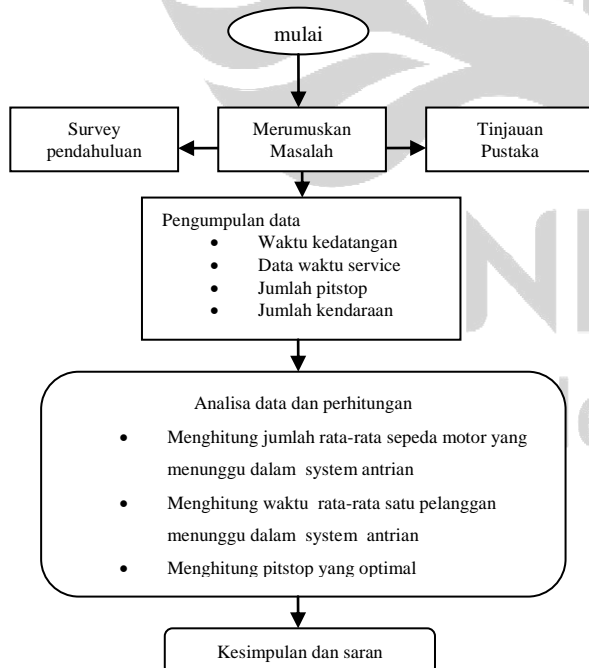 mulai
Survey
pendahuluan
Merumuskan
Masalah
Tinjauan
Pustaka
Pengumpulan data
• Waktu kedatangan
• Data waktu service
• Jumlah pitstop
• Jumlah kendaraan
Analisa data dan perhitungan
• Menghitung jumlah rata-rata sepeda motor yang
menunggu dalam system antrian
• Menghitung waktu rata-rata satu pelanggan
menunggu dalam system antrian
• Menghitung pitstop yang optimal
Kesimpulan dan saran